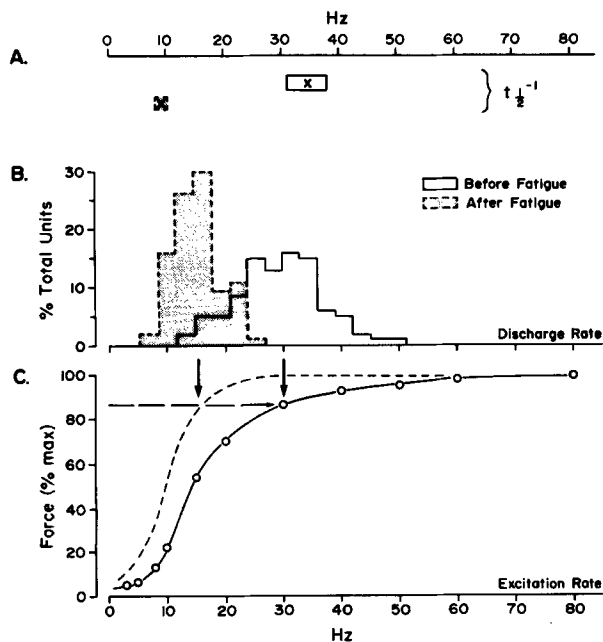 Hz
0 10 20 30 40 50 60 70 80
A.
x
x
} t ½⁻¹
B.
30
20
10
0
% Total Units
Before Fatigue
After Fatigue
Discharge Rate
C.
100
80
60
40
20
0
Force (% max)
Excitation Rate
0 10 20 30 40 50 60 70 80
Hz